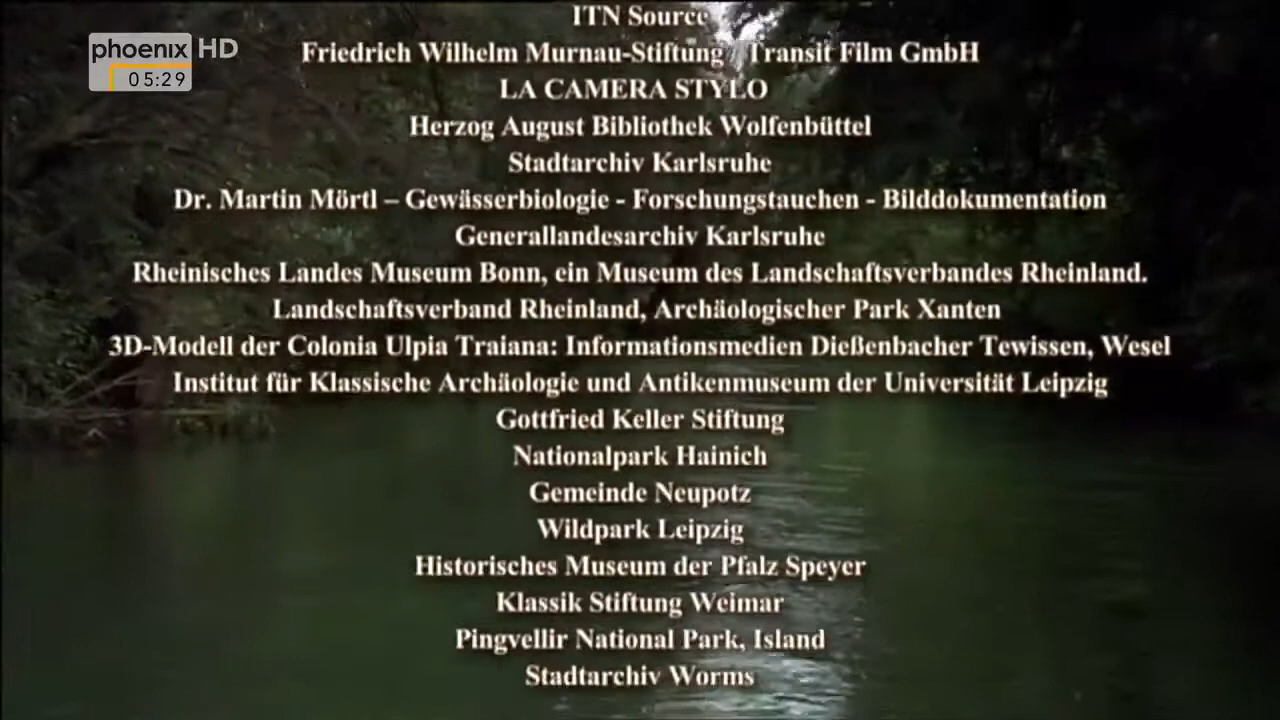 phoenix HD
05:29
ITN Source
Friedrich Wilhelm Murnau-Stiftung / Transit Film GmbH
LA CAMERA STYLO
Herzog August Bibliothek Wolfenbüttel
Stadtarchiv Karlsruhe
Dr. Martin Mörtl – Gewässerbiologie - Forschungstauchen - Bilddokumentation
Generallandesarchiv Karlsruhe
Rheinisches Landes Museum Bonn, ein Museum des Landschaftsverbandes Rheinland.
Landschaftsverband Rheinland, Archäologischer Park Xanten
3D-Modell der Colonia Ulpia Traiana: Informationsmedien Dießenbacher Tewissen, Wesel
Institut für Klassische Archäologie und Antikenmuseum der Universität Leipzig
Gottfried Keller Stiftung
Nationalpark Hainich
Gemeinde Neupotz
Wildpark Leipzig
Historisches Museum der Pfalz Speyer
Klassik Stiftung Weimar
Pingvellir National Park, Island
Stadtarchiv Worms